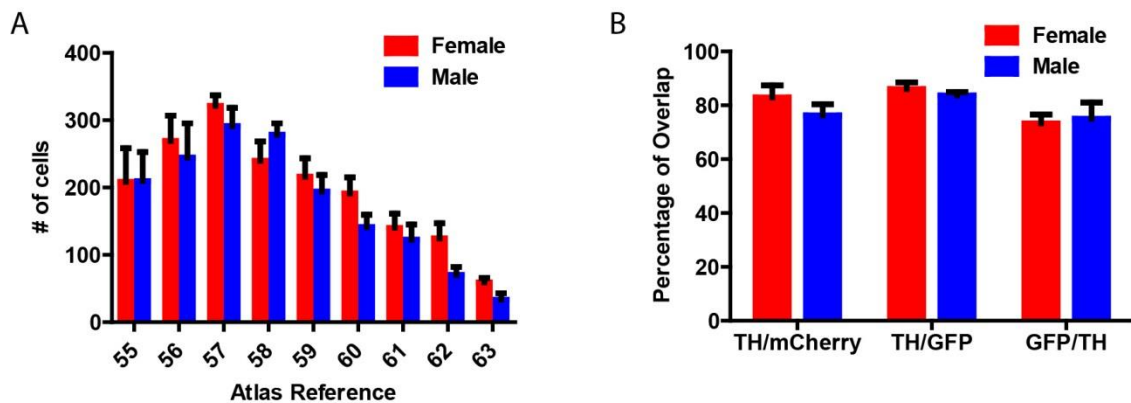 A
Female
Male
# of cells
400
300
200
100
0
55 56 57 58 59 60 61 62 63
Atlas Reference
B
Female
Male
Percentage of Overlap
100
80
60
40
20
0
TH/mCherry TH/GFP GFP/TH